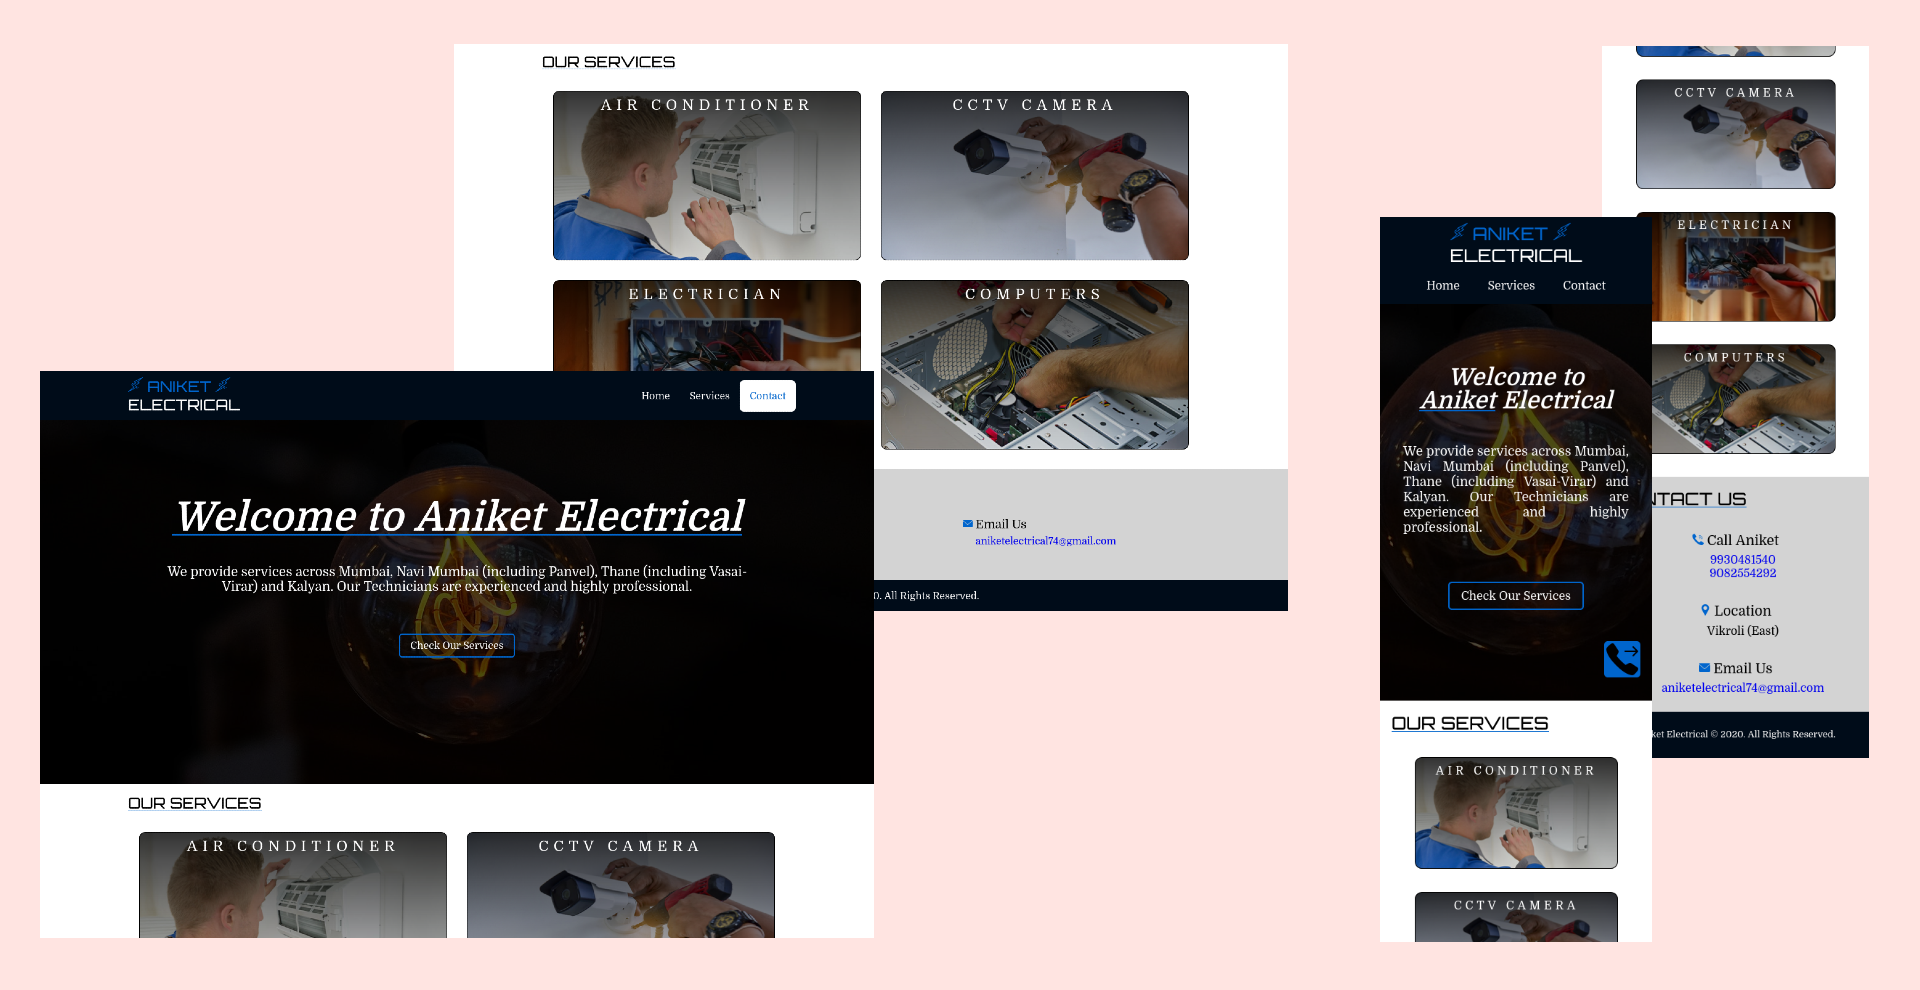 OUR SERVICES
AIR CONDITIONER
CCTV CAMERA
ELECTRICIAN
COMPUTERS
Email Us
aniketelectrical74@gmail.com
All Rights Reserved.
ANIKET
ELECTRICAL
Home Services Contact
Welcome to Aniket Electrical
We provide services across Mumbai, Navi Mumbai (including Panvel), Thane (including Vasai-
Virar) and Kalyan. Our Technicians are experienced and highly professional.
Check Our Services
OUR SERVICES
AIR CONDITIONER
CCTV CAMERA
ANIKET
ELECTRICAL
Home Services Contact
Welcome to
Aniket Electrical
We provide services across Mumbai,
Navi Mumbai (including Panvel),
Thane (including Vasai-Virar) and
Kalyan. Our Technicians are
experienced and highly
professional.
Check Our Services
OUR SERVICES
AIR CONDITIONER
CCTV CAMERA
CCTV CAMERA
ELECTRICIAN
COMPUTERS
NTACT US
Call Aniket
9930481540
9082554292
Location
Vikroli (East)
Email Us
aniketelectrical74@gmail.com
ket Electrical © 2020. All Rights Reserved.